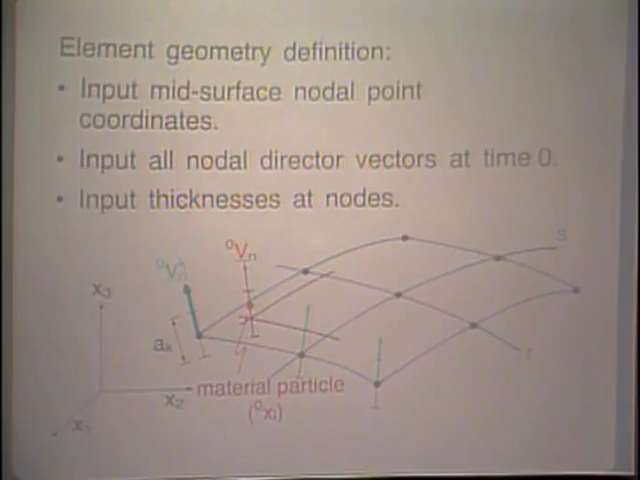 Element geometry definition:
• Input mid-surface nodal point
coordinates.
• Input all nodal director vectors at time 0.
• Input thicknesses at nodes.
⁰Vₙ
s
⁰Vₙᵏ
x₃
aₖ
r
material particle
x₂
(⁰xᵢ)
x₁